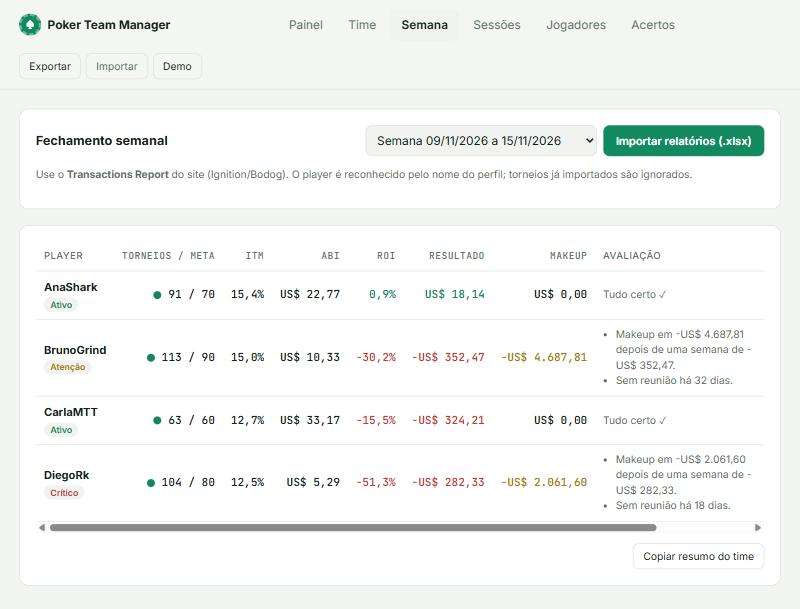 Poker Team Manager
Painel Time Semana Sessões Jogadores Acertos
Exportar Importar Demo
Fechamento semanal
Semana 09/11/2026 a 15/11/2026
Importar relatórios (.xlsx)
Use o Transactions Report do site (Ignition/Bodog). O player é reconhecido pelo nome do perfil; torneios já importados são ignorados.
PLAYER TORNEIOS / META ITM ABI ROI RESULTADO MAKEUP AVALIAÇÃO
AnaShark
Ativo
91 / 70 15,4% US$ 22,77 0,9% US$ 18,14 US$ 0,00 Tudo certo ✓
BrunoGrind
Atenção
113 / 90 15,0% US$ 10,33 -30,2% -US$ 352,47 -US$ 4.687,81
• Makeup em -US$ 4.687,81
depois de uma semana de -
US$ 352,47.
• Sem reunião há 32 dias.
CarlaMTT
Ativo
63 / 60 12,7% US$ 33,17 -15,5% -US$ 324,21 US$ 0,00 Tudo certo ✓
DiegoRk
Crítico
104 / 80 12,5% US$ 5,29 -51,3% -US$ 282,33 -US$ 2.061,60
• Makeup em -US$ 2.061,60
depois de uma semana de -
US$ 282,33.
• Sem reunião há 18 dias.
Copiar resumo do time